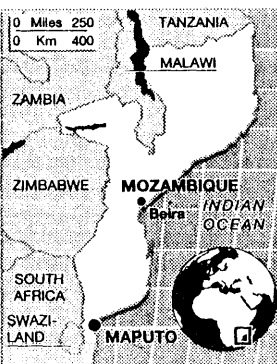 0 Miles 250
0 Km 400
TANZANIA
MALAWI
ZAMBIA
ZIMBABWE
MOZAMBIQUE
Beira
INDIAN
OCEAN
SOUTH
AFRICA
SWAZI-
LAND
MAPUTO